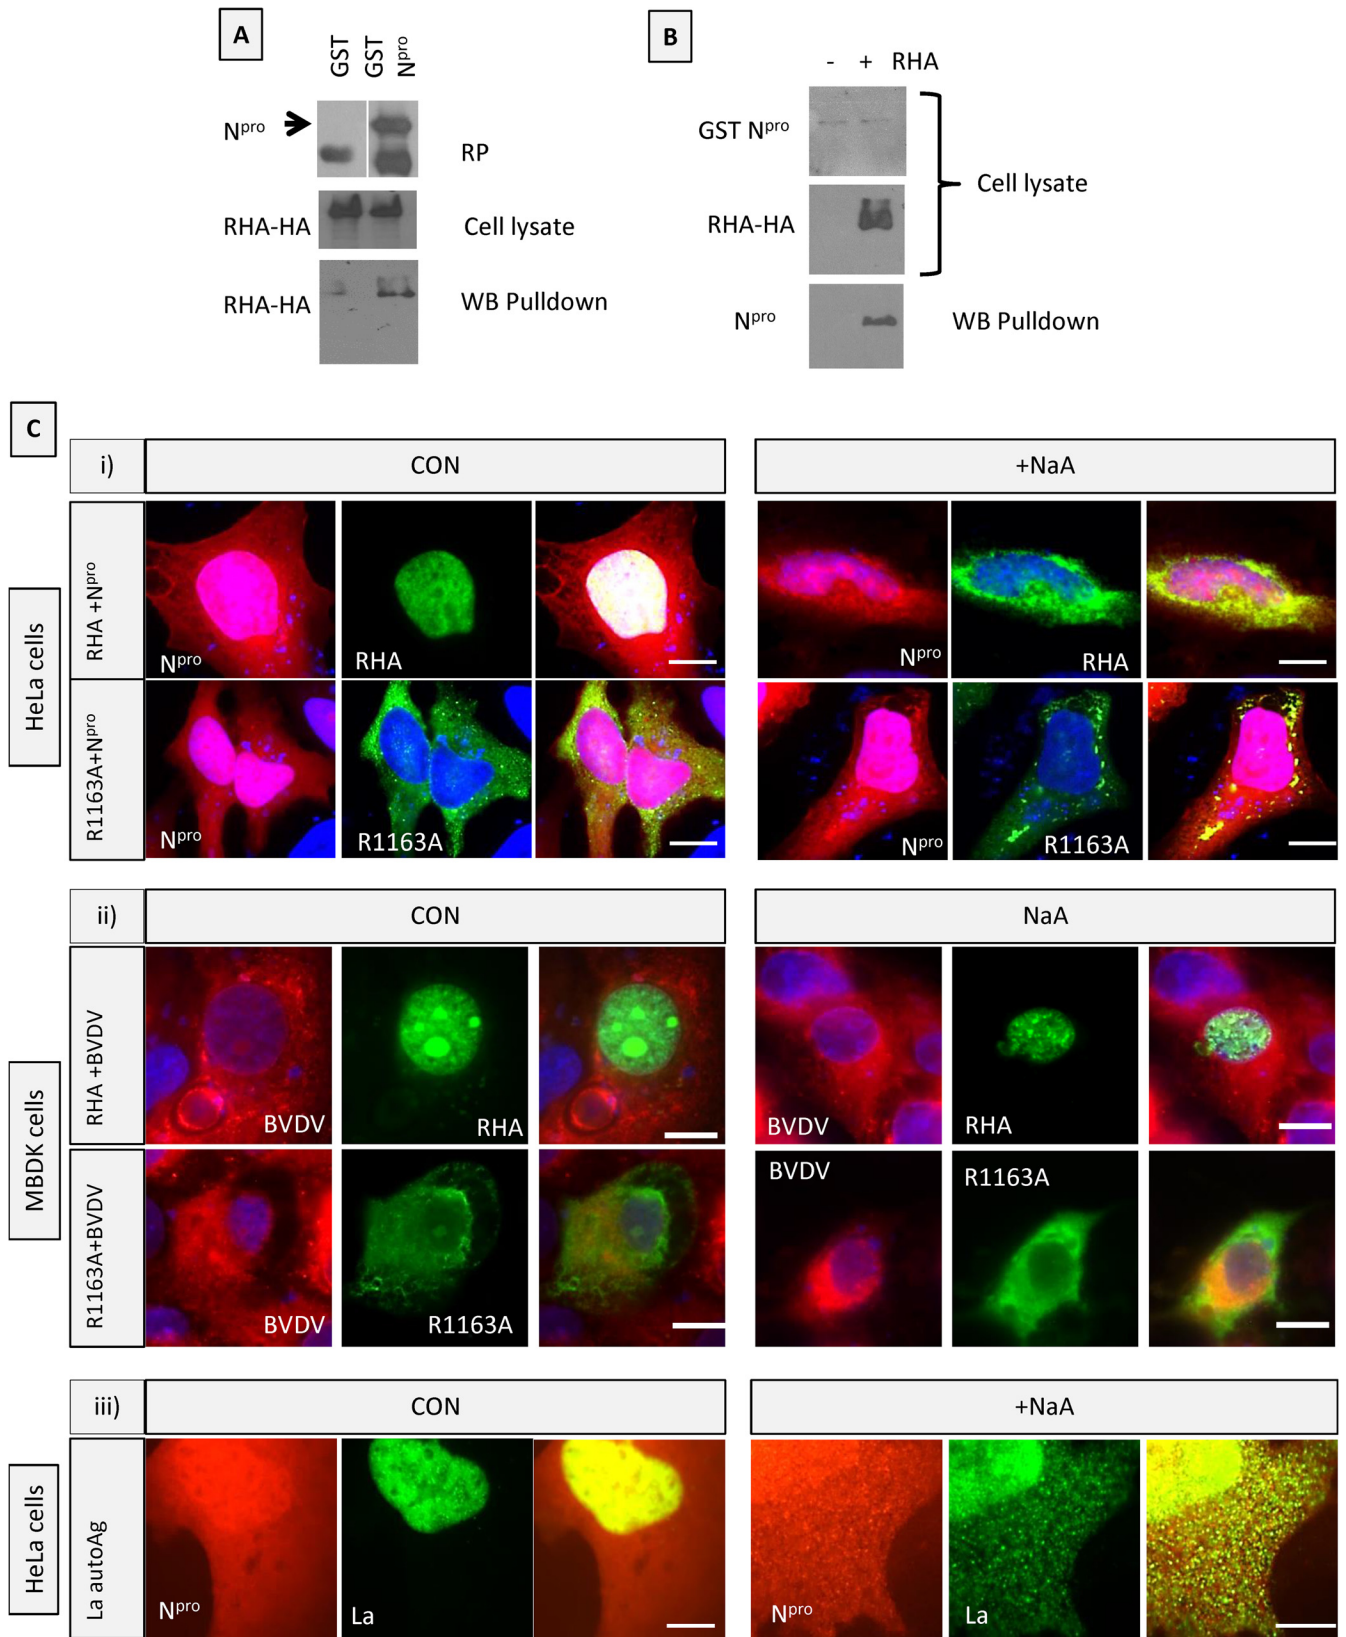 A
GST
GST
Npro
Npro
RP
RHA-HA
Cell lysate
RHA-HA
WB Pulldown
B
- + RHA
GST Npro
RHA-HA
Cell lysate
Npro
WB Pulldown
C
i)
CON
+NaA
HeLa cells
RHA +Npro
Npro
RHA
Npro
RHA
R1163A+Npro
Npro
R1163A
Npro
R1163A
ii)
CON
NaA
MBDK cells
RHA +BVDV
BVDV
RHA
BVDV
RHA
R1163A+BVDV
BVDV
R1163A
BVDV
R1163A
iii)
CON
+NaA
HeLa cells
La autoAg
Npro
La
Npro
La